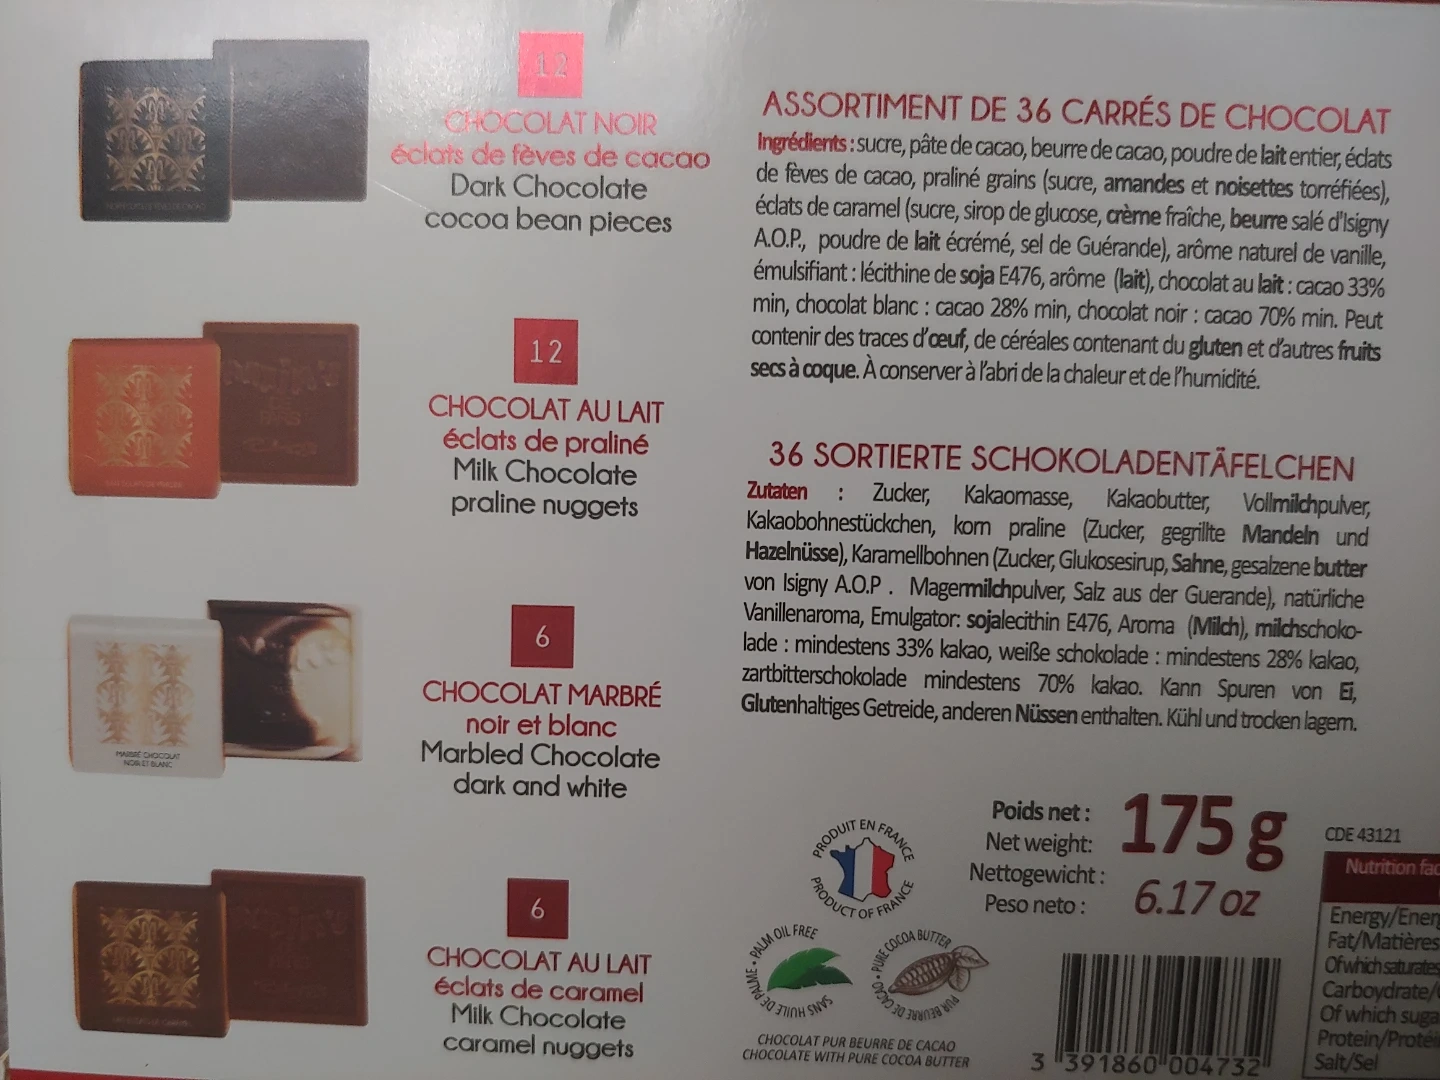 12
CHOCOLAT NOIR
éclats de fèves de cacao
Dark Chocolate
cocoa bean pieces
12
CHOCOLAT AU LAIT
éclats de praliné
Milk Chocolate
praline nuggets
6
CHOCOLAT MARBRÉ
noir et blanc
Marbled Chocolate
dark and white
MARBRÉ CHOCOLAT
NOIR ET BLANC
6
CHOCOLAT AU LAIT
éclats de caramel
Milk Chocolate
caramel nuggets
ASSORTIMENT DE 36 CARRÉS DE CHOCOLAT
Ingrédients : sucre, pâte de cacao, beurre de cacao, poudre de lait entier, éclats
de fèves de cacao, praliné grains (sucre, amandes et noisettes torréfiées),
éclats de caramel (sucre, sirop de glucose, crème fraîche, beurre salé d'Isigny
A.O.P., poudre de lait écrémé, sel de Guérande), arôme naturel de vanille,
émulsifiant : lécithine de soja E476, arôme (lait), chocolat au lait : cacao 33%
min, chocolat blanc : cacao 28% min, chocolat noir : cacao 70% min. Peut
contenir des traces d'œuf, de céréales contenant du gluten et d'autres fruits
secs à coque. À conserver à l'abri de la chaleur et de l'humidité.
36 SORTIERTE SCHOKOLADENTÄFELCHEN
Zutaten : Zucker, Kakaomasse, Kakaobutter, Vollmilchpulver,
Kakaobohnestückchen, korn praline (Zucker, gegrillte Mandeln und
Hazelnüsse), Karamellbohnen (Zucker, Glukosesirup, Sahne, gesalzene butter
von Isigny A.O.P . Magermilchpulver, Salz aus der Guerande), natürliche
Vanillenaroma, Emulgator: sojalecithin E476, Aroma (Milch), milchschoko-
lade : mindestens 33% kakao, weiße schokolade : mindestens 28% kakao,
zartbitterschokolade mindestens 70% kakao. Kann Spuren von Ei,
Glutenhaltiges Getreide, anderen Nüssen enthalten. Kühl und trocken lagern.
PRODUIT EN FRANCE
PRODUCT OF FRANCE
PALM OIL FREE
SANS HUILE DE PALME
PURE COCOA BUTTER
PUR BEURRE DE CACAO
CHOCOLAT PUR BEURRE DE CACAO
CHOCOLATE WITH PURE COCOA BUTTER
Poids net :
Net weight:
Nettogewicht :
Peso neto :
175 g
6.17 oz
3 391860 004732
CDE 43121
Nutrition fac
Energy/Ener
Fat/Matières
Of which saturates
Carboydrate/
Of which suga
Protein/Protéi
Salt/Sel